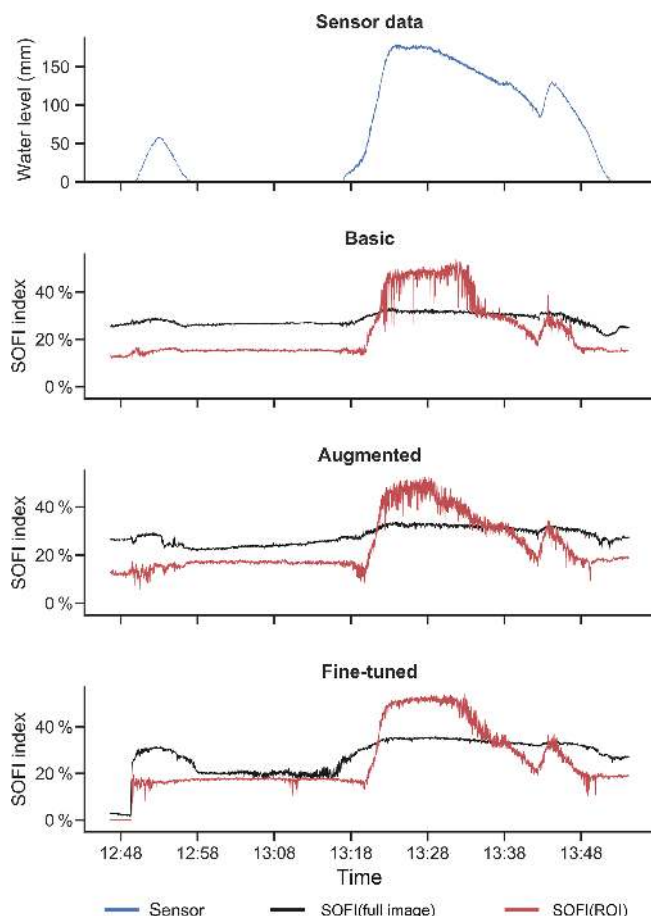 Sensor data
Water level (mm)
150
100
50
0
Basic
SOFI index
40 %
20 %
0 %
Augmented
SOFI index
40 %
20 %
0 %
Fine-tuned
SOFI index
40 %
20 %
0 %
12:48 12:58 13:08 13:18 13:28 13:38 13:48
Time
Sensor SOFI(full image) SOFI(ROI)